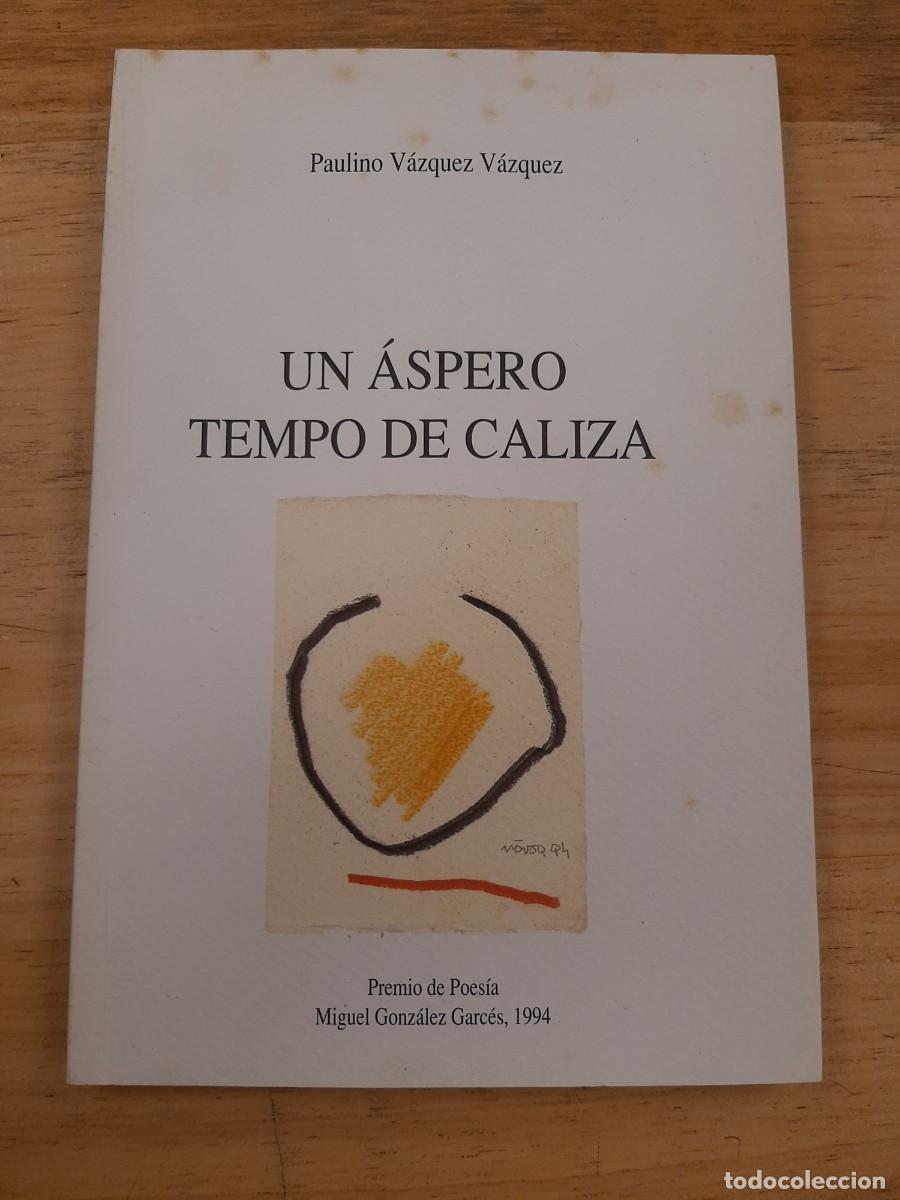 Paulino Vázquez Vázquez
UN ÁSPERO
TEMPO DE CALIZA
Premio de Poesía
Miguel González Garcés, 1994
todocoleccion